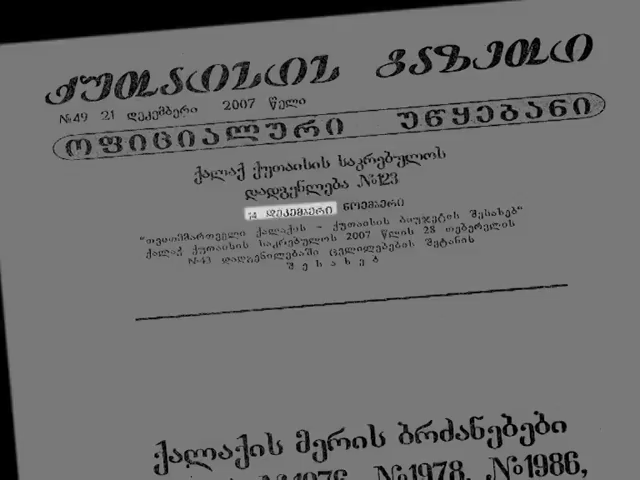 ქუთაისის გაზეთი
№49 21 დეკემბერი 2007 წელი
ოფიციალური უწყებანი
ქალაქ ქუთაისის საკრებულოს
დადგენილება №123
14 დეკემბერი ნოემბერი
"თვითმმართველი ქალაქის - ქუთაისის ბიუჯეტის შესახებ"
ქალაქ ქუთაისის საკრებულოს 2007 წლის 28 თებერვლის
№43 დადგენილებაში ცვლილებების შეტანის
შესახებ
ქალაქის მერის ბრძანებები
№1978, №1986,